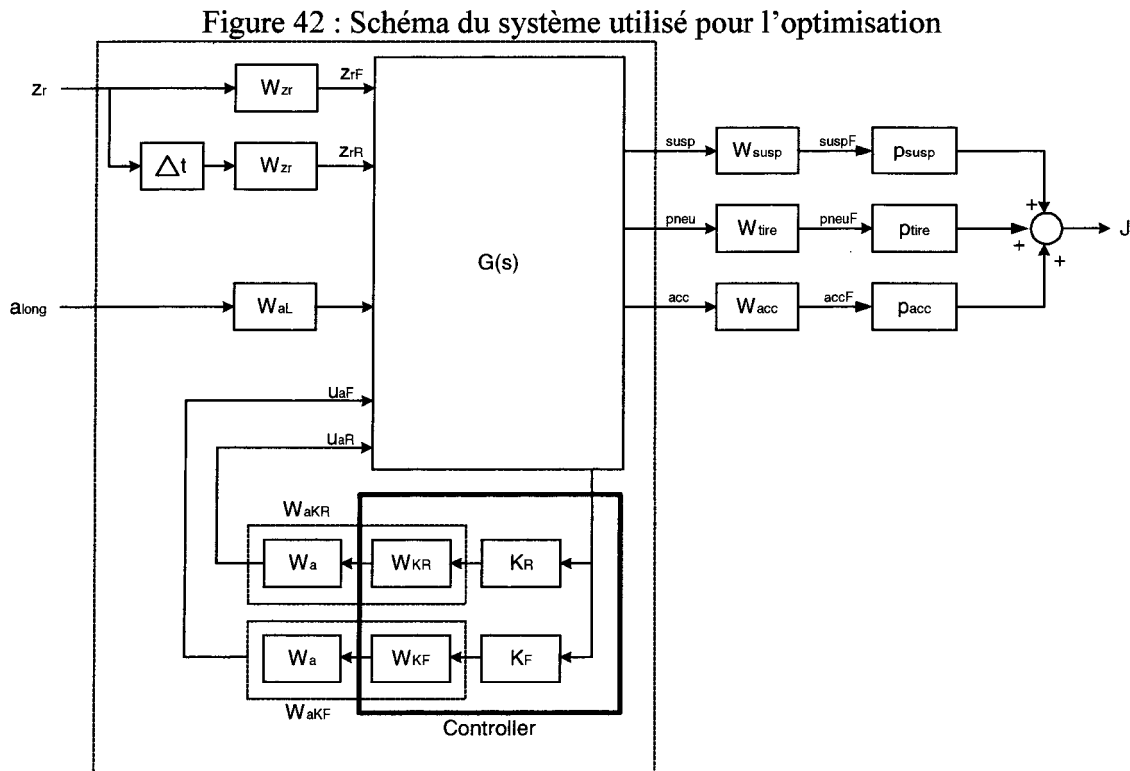 Figure 42 : Schéma du système utilisé pour l'optimisation
zr
Wzr
zrF
Δt
Wzr
zrR
along
WaL
G(s)
susp
Wsusp
suspF
psusp
pneu
Wtire
pneuF
ptire
acc
Wacc
accF
pacc
+
+
+
J
uaF
uaR
WaKR
Wa
WKR
KR
Wa
WKF
KF
WaKF
Controller